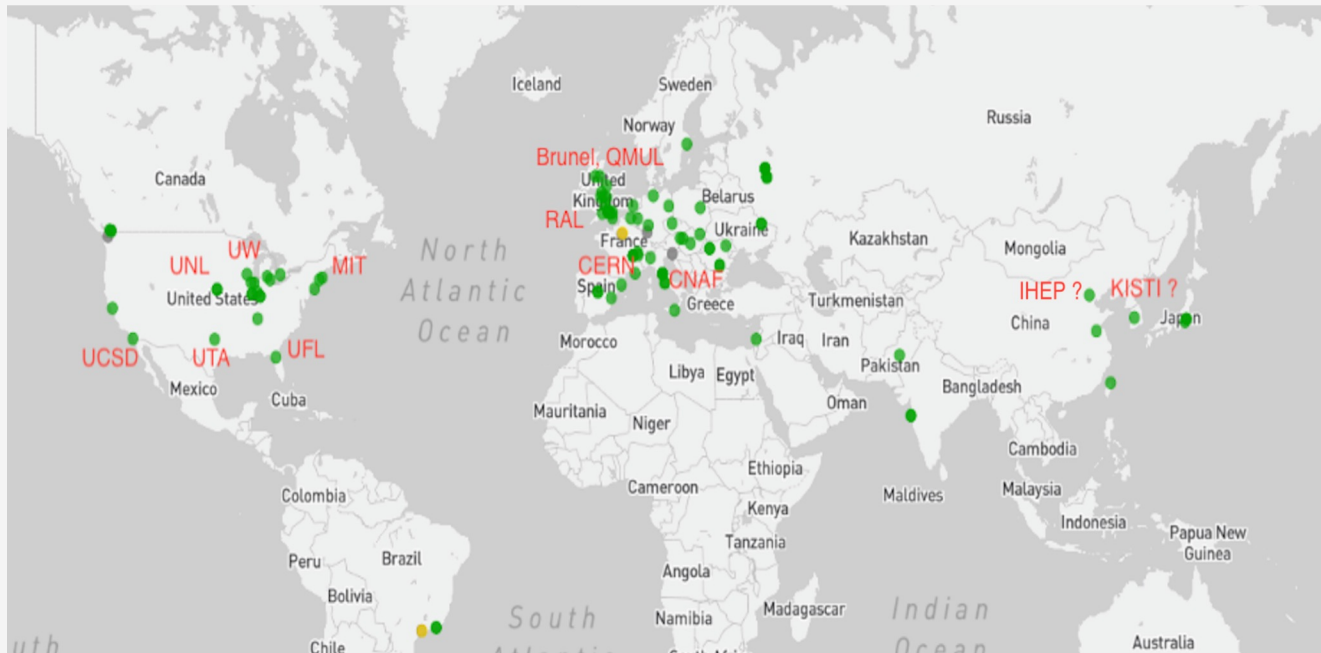 Iceland
Sweden
Russia
Norway
Canada
Brunel, QMUL
United
Kingdom
Belarus
RAL
Ukraine
France
Kazakhstan
Mongolia
North
Atlantic
Ocean
UW
UNL
MIT
United States
CERN
CNAF
Spain
Greece
Turkmenistan
IHEP ?
KISTI ?
China
Japan
UCSD
UTA
UFL
Mexico
Cuba
Morocco
Iraq
Iran
Pakistan
Libya
Egypt
Bangladesh
Oman
Mauritania
Niger
Cambodia
Ethiopia
Colombia
Cameroon
Maldives
Malaysia
Kenya
Indonesia
Papua New
Guinea
Tanzania
Peru
Brazil
Angola
Bolivia
South
Namibia
Madagascar
Indian
Ocean
Chile
Australia